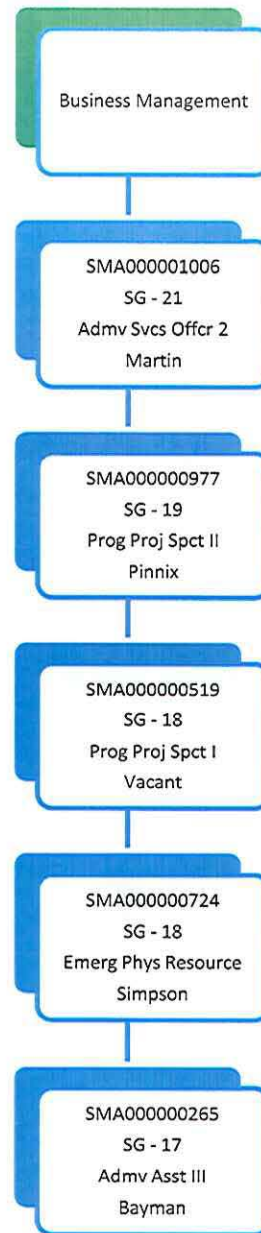 Business Management
SMA000001006
SG - 21
Admv Svcs Offcr 2
Martin
SMA000000977
SG - 19
Prog Proj Spct II
Pinnix
SMA000000519
SG - 18
Prog Proj Spct I
Vacant
SMA000000724
SG - 18
Emerg Phys Resource
Simpson
SMA000000265
SG - 17
Admv Asst III
Bayman